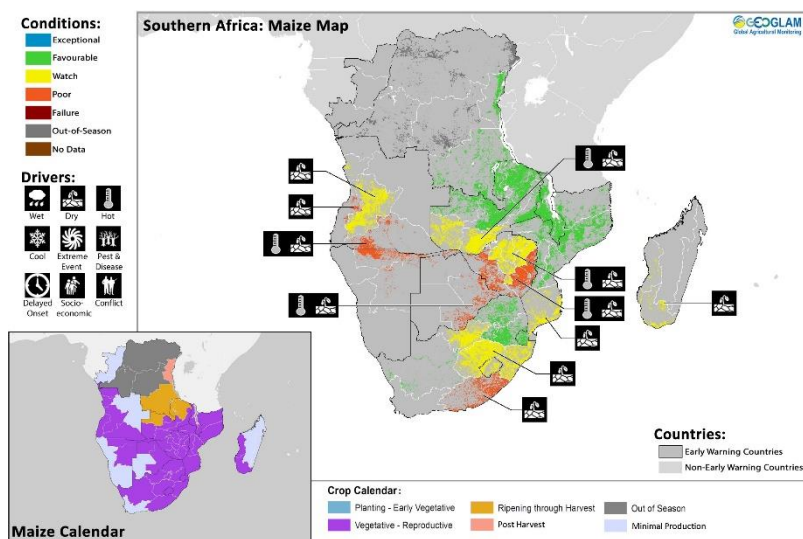 Conditions:
Exceptional
Favourable
Watch
Poor
Failure
Out-of-Season
No Data
Drivers:
Wet
Dry
Hot
Cool
Extreme Event
Pest & Disease
Delayed Onset
Socio-economic
Conflict
Southern Africa: Maize Map
GEOGLAM
Global Agricultural Monitoring
Countries:
Early Warning Countries
Non-Early Warning Countries
Maize Calendar
Crop Calendar:
Planting - Early Vegetative
Vegetative - Reproductive
Ripening through Harvest
Post Harvest
Out of Season
Minimal Production